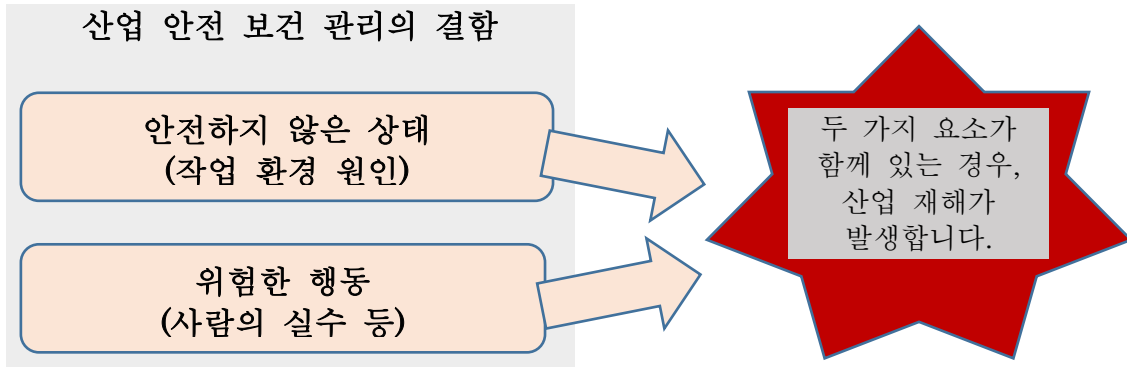 산업 안전 보건 관리의 결함
안전하지 않은 상태
(작업 환경 원인)
위험한 행동
(사람의 실수 등)
두 가지 요소가
함께 있는 경우,
산업 재해가
발생합니다.